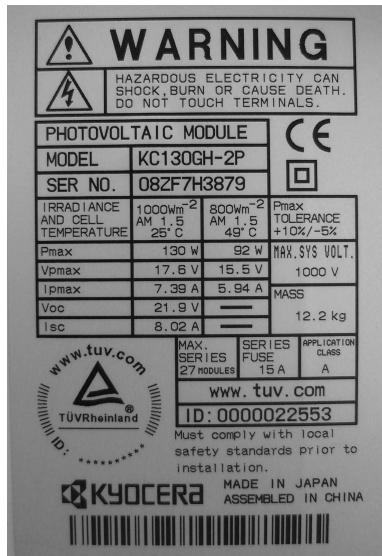 WARNING
HAZARDOUS ELECTRICITY CAN
SHOCK, BURN OR CAUSE DEATH.
DO NOT TOUCH TERMINALS.
PHOTOVOLTAIC MODULE
CE
MODEL KC130GH-2P
SER NO. 08ZF7H3879
IRRADIANCE AND CELL TEMPERATURE 1000Wm-2 AM 1.5 25°C 800Wm-2 AM 1.5 49°C
Pmax TOLERANCE +10%/-5%
Pmax 130 W 92 W
MAX.SYS VOLT.
Vpmax 17.6 V 15.5 V
1000 V
Ipmax 7.39 A 5.94 A
MASS
Voc 21.9 V —
12.2 kg
Isc 8.02 A —
MAX. SERIES 27 MODULES
SERIES FUSE 15 A
APPLICATION CLASS A
www.tuv.com
TÜVRheinland
®
ID:
www.tuv.com
ID:0000022553
Must comply with local
safety standards prior to
installation.
KYOCERA
MADE IN JAPAN
ASSEMBLED IN CHINA